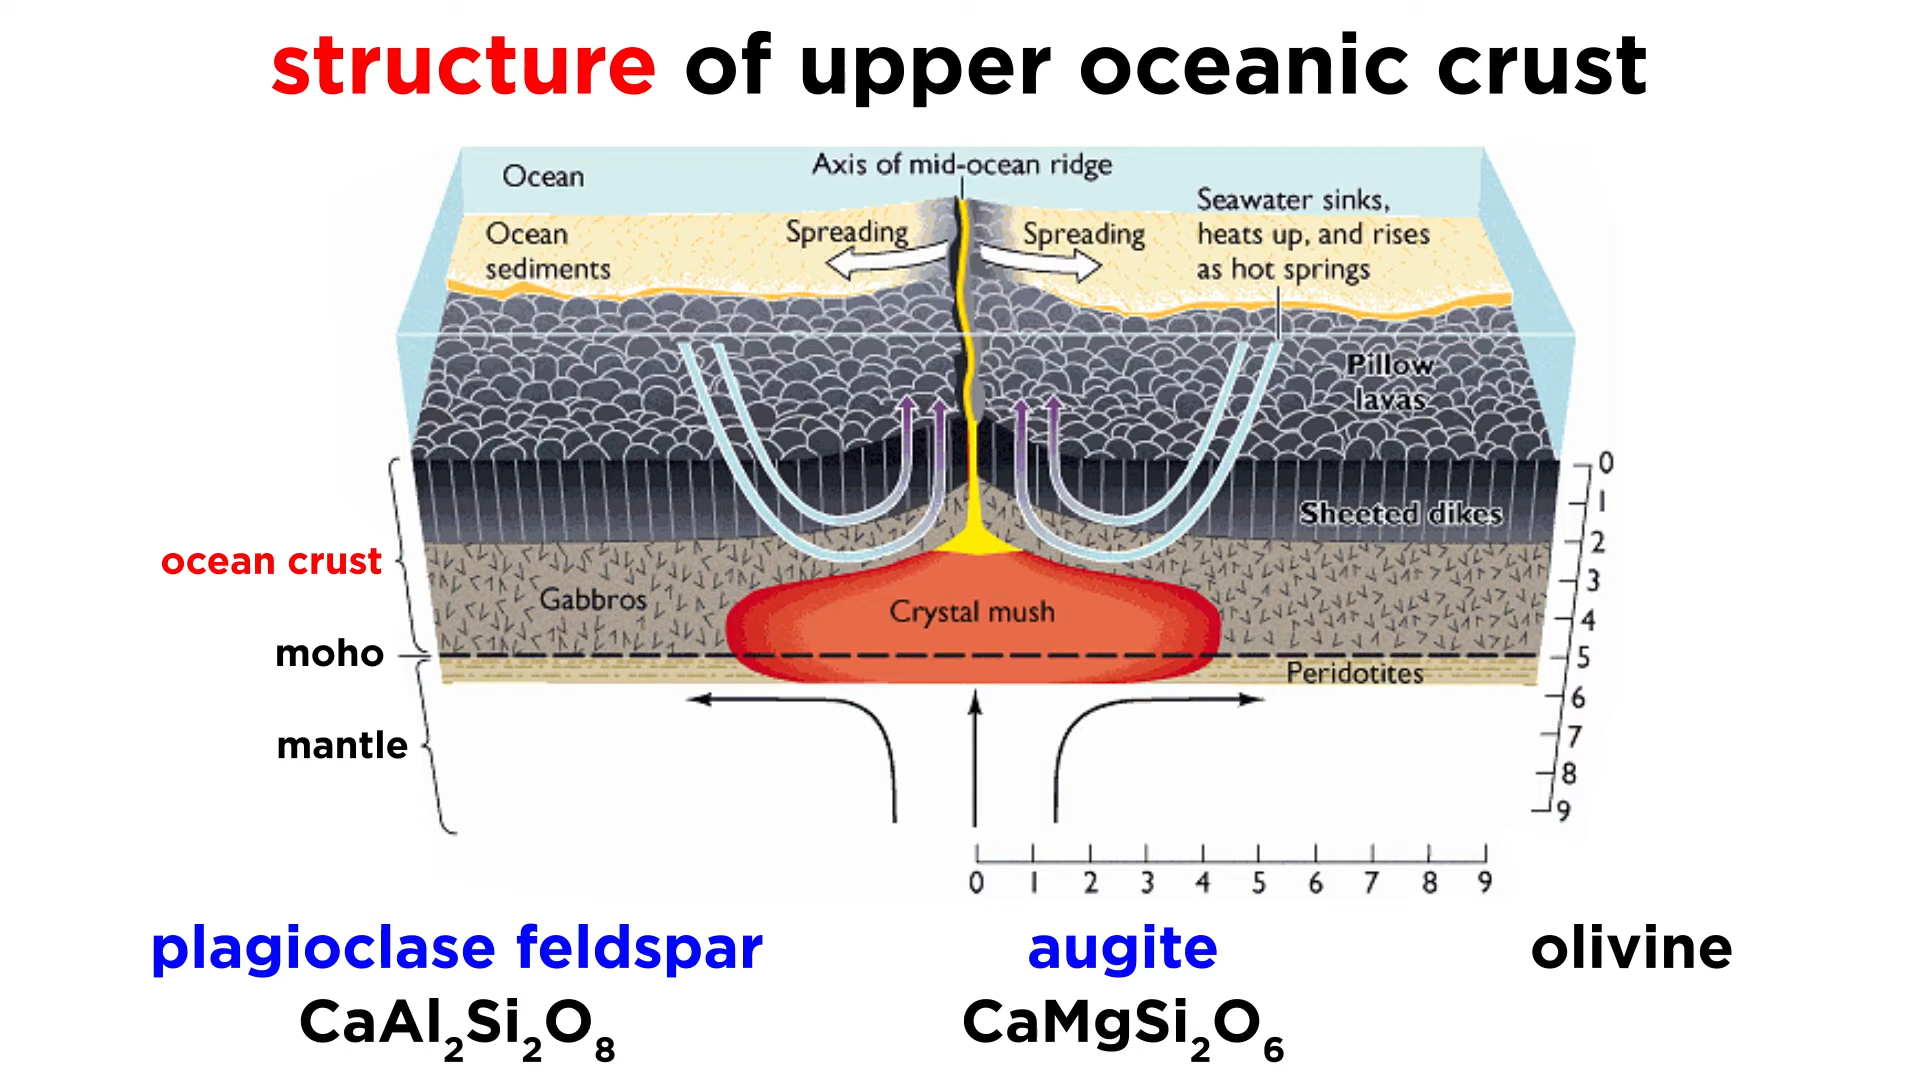 structure of upper oceanic crust
Ocean
Axis of mid-ocean ridge
Ocean
sediments
Spreading
Spreading
Seawater sinks,
heats up, and rises
as hot springs
Pillow
lavas
Sheeted dikes
ocean crust
Gabbros
Crystal mush
moho
Peridotites
mantle
0
1
2
3
4
5
6
7
8
9
0 1 2 3 4 5 6 7 8 9
plagioclase feldspar augite olivine
CaAl₂Si₂O₈ CaMgSi₂O₆